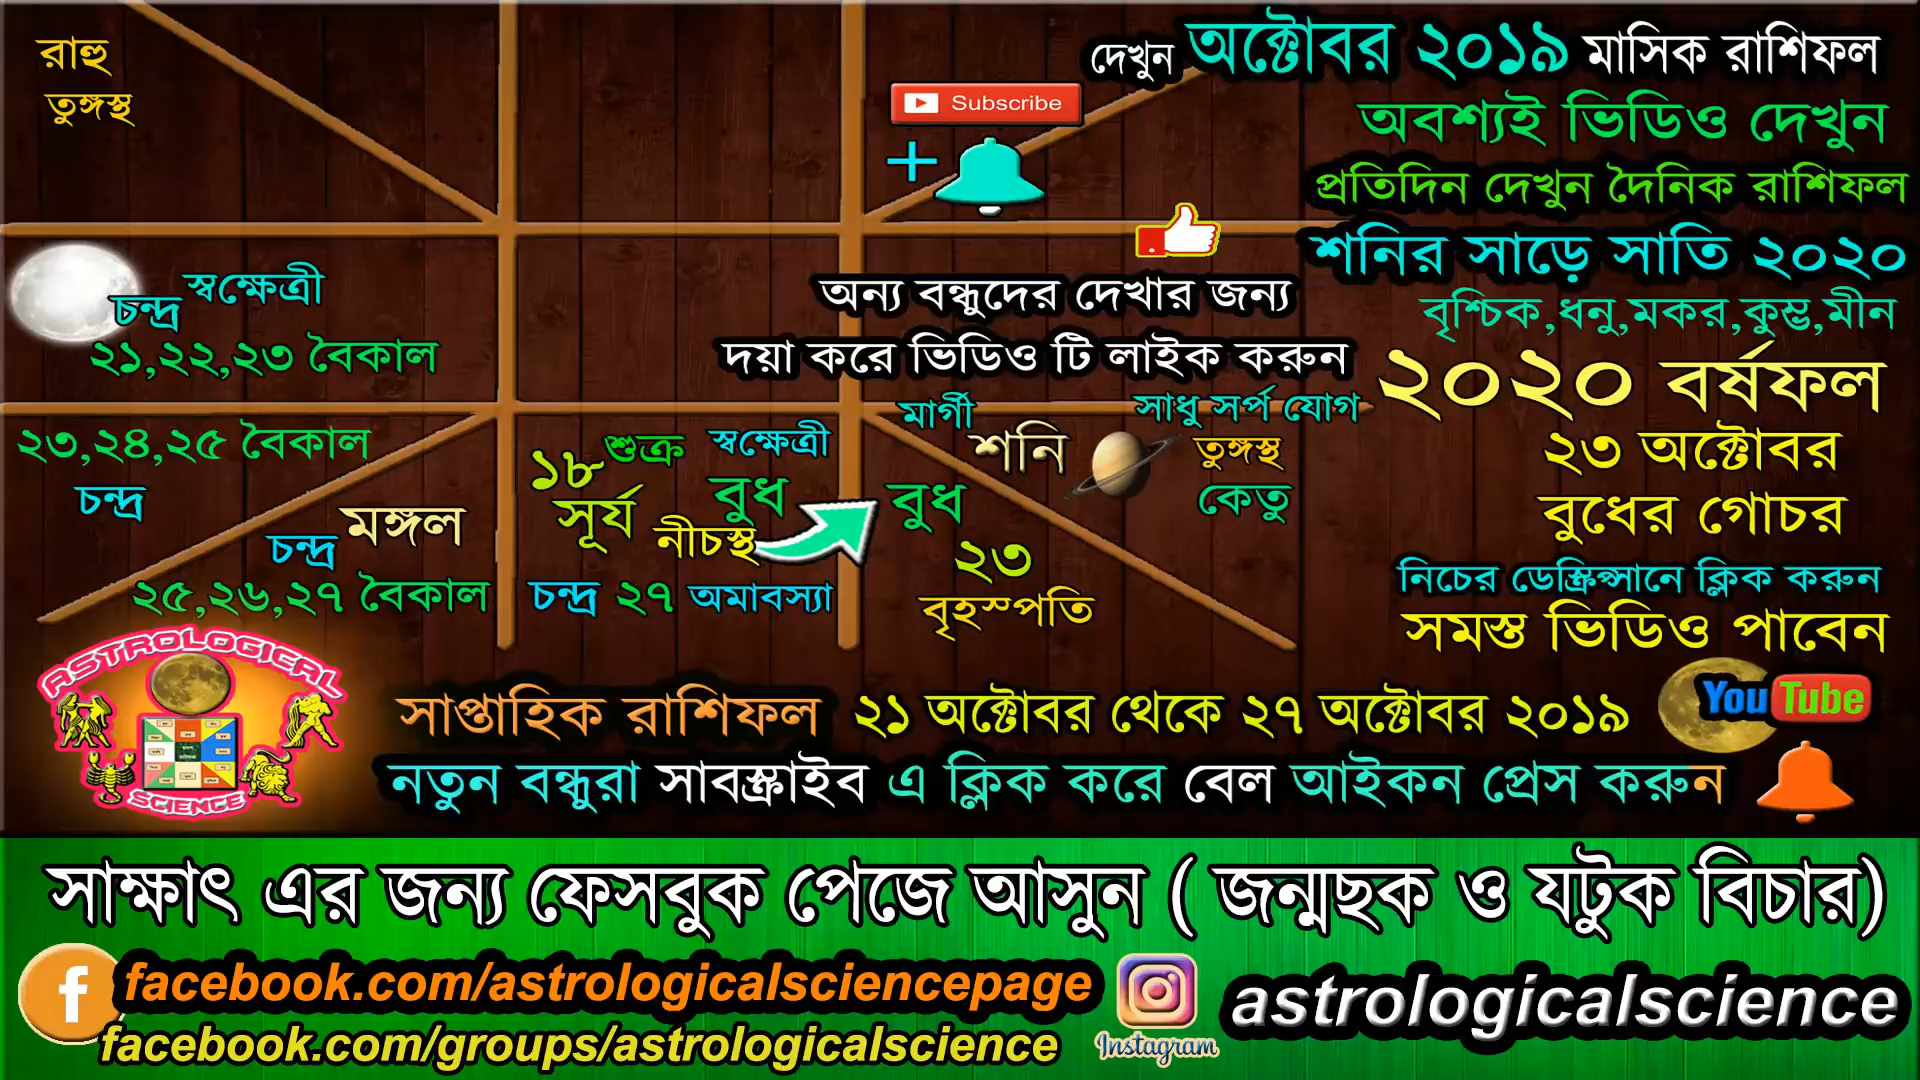 রাহু
তুঙ্গস্থ
দেখুন অক্টোবর ২০১৯ মাসিক রাশিফল
Subscribe
অবশ্যই ভিডিও দেখুন
প্রতিদিন দেখুন দৈনিক রাশিফল
শনির সাড়ে সাতি ২০২০
বৃশ্চিক,ধনু,মকর,কুম্ভ,মীন
চন্দ্র স্বক্ষেত্রী
২১,২২,২৩ বৈকাল
অন্য বন্ধুদের দেখার জন্য
দয়া করে ভিডিও টি লাইক করুন
২০২০ বর্ষফল
২৩ অক্টোবর
বুধের গোচর
২৩,২৪,২৫ বৈকাল
চন্দ্র
চন্দ্র মঙ্গল
২৫,২৬,২৭ বৈকাল
১৮ শুক্র স্বক্ষেত্রী
সূর্য নীচস্থ বুধ
চন্দ্র ২৭ অমাবস্যা
মার্গী
শনি
সাধু সর্প যোগ
তুঙ্গস্থ
কেতু
বুধ
২৩
বৃহস্পতি
নিচের ডেস্ক্রিপ্সানে ক্লিক করুন
সমস্ত ভিডিও পাবেন
ASTROLOGICAL
SCIENCE
সাপ্তাহিক রাশিফল ২১ অক্টোবর থেকে ২৭ অক্টোবর ২০১৯
YouTube
নতুন বন্ধুরা সাবস্ক্রাইব এ ক্লিক করে বেল আইকন প্রেস করুন
সাক্ষাৎ এর জন্য ফেসবুক পেজে আসুন ( জন্মছক ও যটুক বিচার)
facebook.com/astrologicalsciencepage
facebook.com/groups/astrologicalscience
Instagram
astrologicalscience